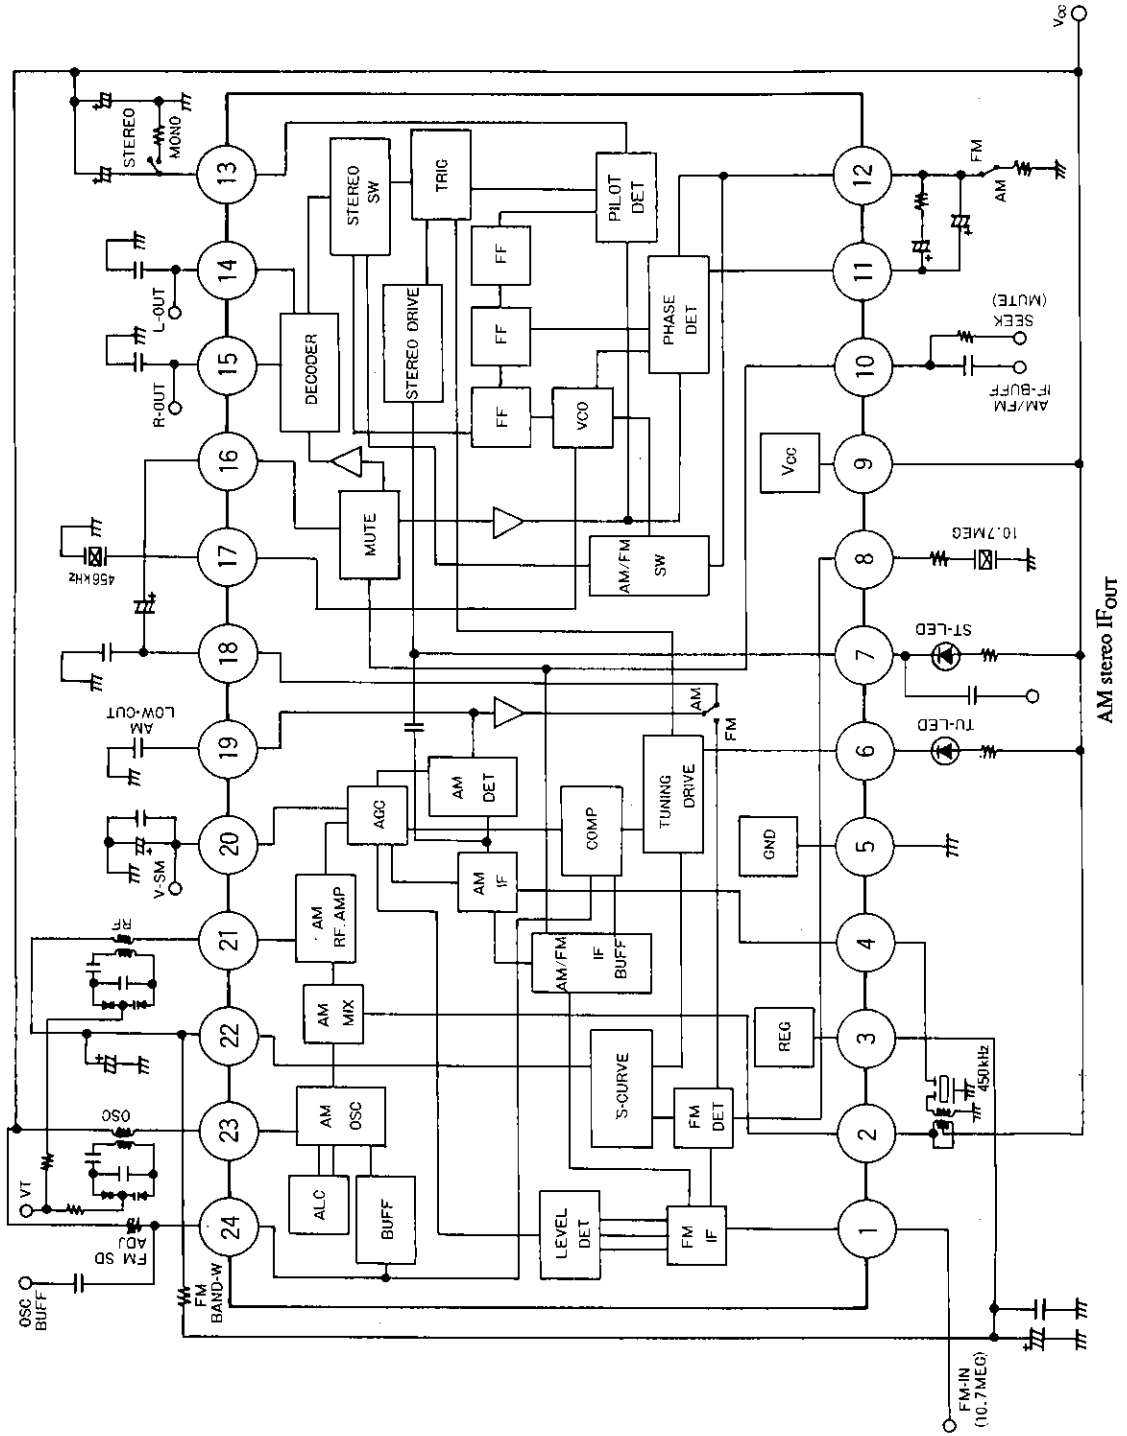 Vcc
STEREO
MONO
L-OUT
R-OUT
456kHz
AM
LOW-CUT
V-SM
RF
OSC
VT
FM SD
ADJ
OSC
BUFF
FM
BAND-W
13
14
15
16
17
18
19
20
21
22
23
24
STEREO
SW
TRIG
PILOT
DET
DECODER
STEREO DRIVE
FF
FF
FF
PHASE
DET
VCO
MUTE
AM/FM
SW
AM
FM
AGC
AM
DET
AM
IF
COMP
TUNING
DRIVE
AM
RF.AMP
AM/FM
IF
BUFF
AM
MIX
S-CURVE
AM
OSC
FM
DET
ALC
BUFF
LEVEL
DET
FM
IF
Vcc
GND
REG
12
11
10
9
8
7
6
5
4
3
2
1
FM
AM
SEEK
(MUTE)
AM/FM
IF-BUFF
10.7MEG
ST-LED
TU-LED
450kHz
FM-IN
(10.7MEG)
AM stereo IFOUT